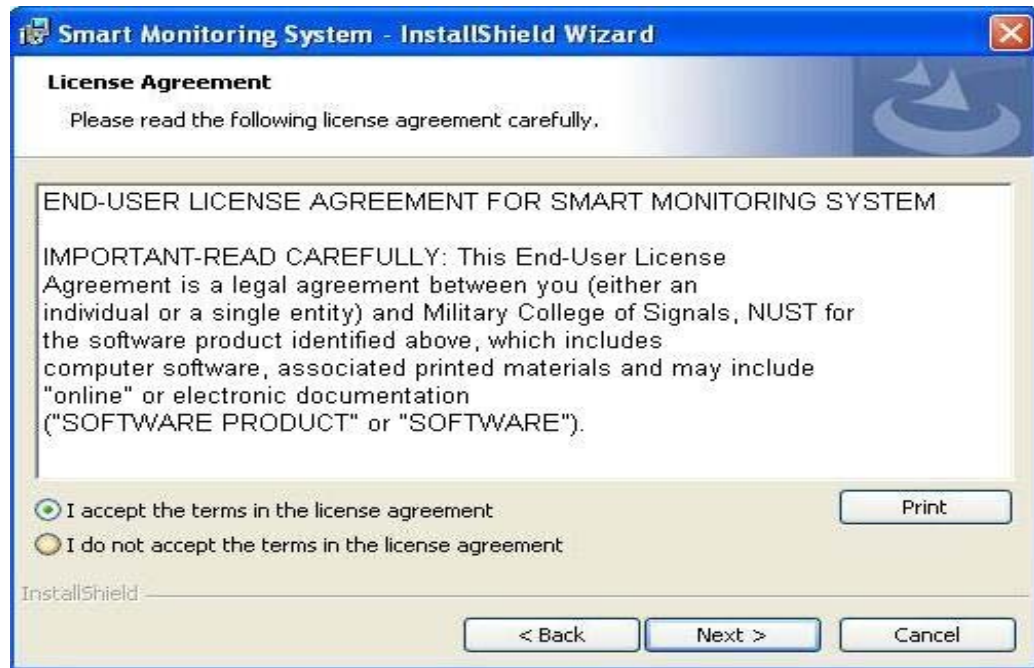 Smart Monitoring System - InstallShield Wizard
License Agreement
Please read the following license agreement carefully.
END-USER LICENSE AGREEMENT FOR SMART MONITORING SYSTEM
IMPORTANT-READ CAREFULLY: This End-User License
Agreement is a legal agreement between you (either an
individual or a single entity) and Military College of Signals, NUST for
the software product identified above, which includes
computer software, associated printed materials and may include
"online" or electronic documentation
("SOFTWARE PRODUCT" or "SOFTWARE").
I accept the terms in the license agreement
Print
I do not accept the terms in the license agreement
InstallShield
< Back
Next >
Cancel